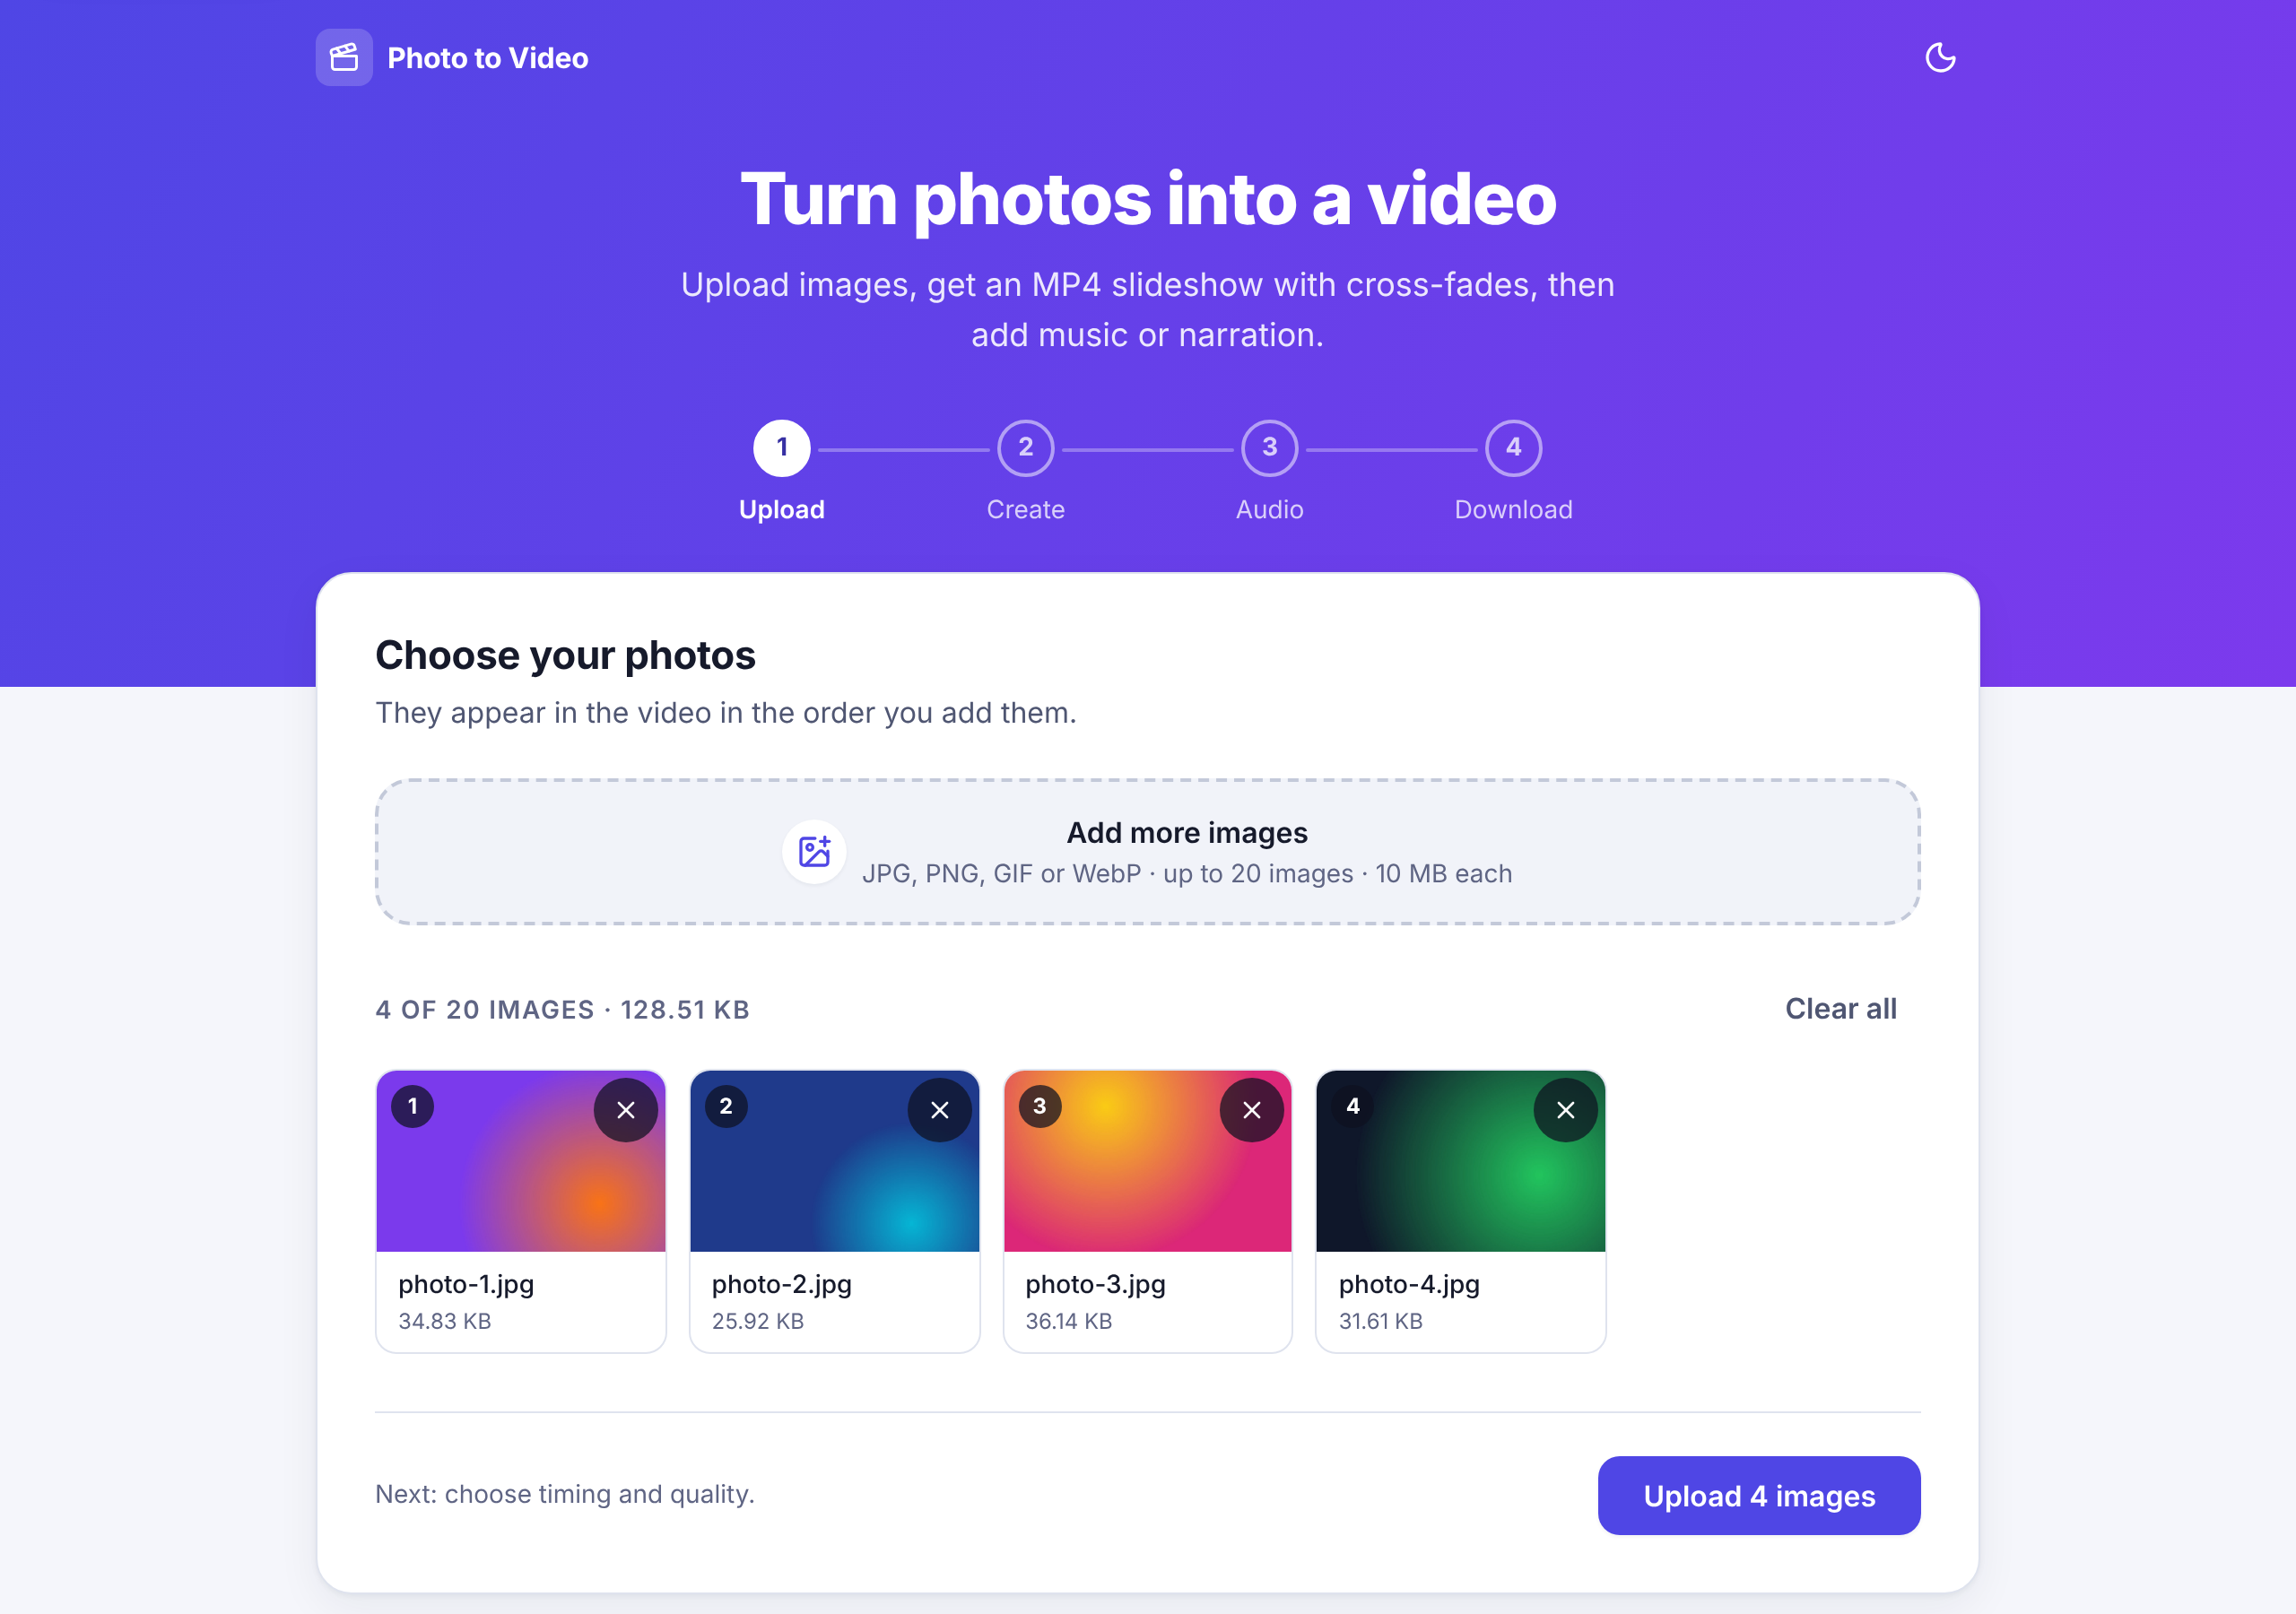 Photo to Video
Turn photos into a video
Upload images, get an MP4 slideshow with cross-fades, then
add music or narration.
1
2
3
4
Upload
Create
Audio
Download
Choose your photos
They appear in the video in the order you add them.
Add more images
JPG, PNG, GIF or WebP · up to 20 images · 10 MB each
4 OF 20 IMAGES · 128.51 KB
Clear all
1
2
3
4
photo-1.jpg
34.83 KB
photo-2.jpg
25.92 KB
photo-3.jpg
36.14 KB
photo-4.jpg
31.61 KB
Next: choose timing and quality.
Upload 4 images